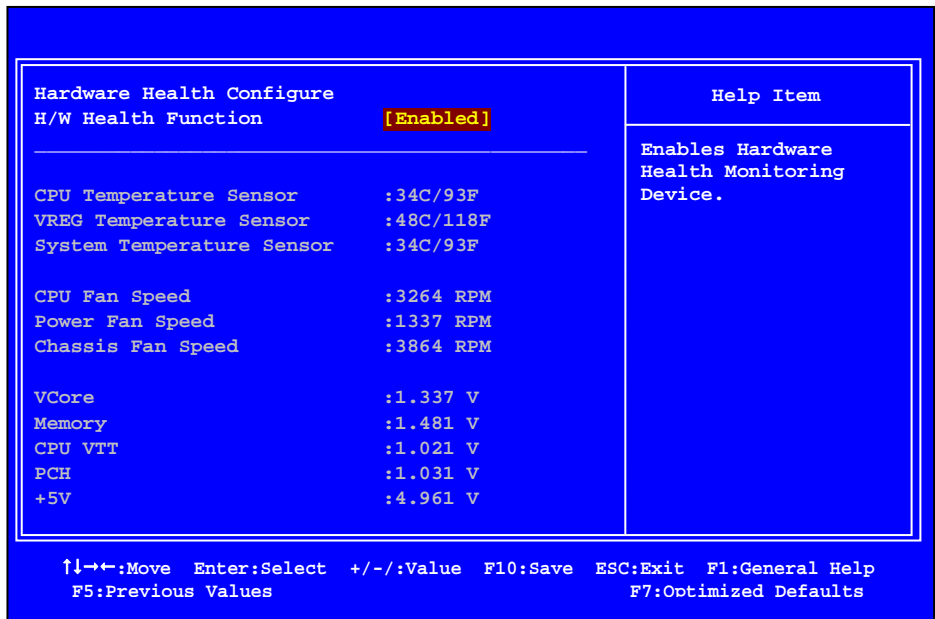 Hardware Health Configure
H/W Health Function [Enabled]
CPU Temperature Sensor :34C/93F
VREG Temperature Sensor :48C/118F
System Temperature Sensor :34C/93F
CPU Fan Speed :3264 RPM
Power Fan Speed :1337 RPM
Chassis Fan Speed :3864 RPM
VCore :1.337 V
Memory :1.481 V
CPU VTT :1.021 V
PCH :1.031 V
+5V :4.961 V
Help Item
Enables Hardware
Health Monitoring
Device.
↑↓→←:Move Enter:Select +/-/:Value F10:Save ESC:Exit F1:General Help
F5:Previous Values F7:Optimized Defaults